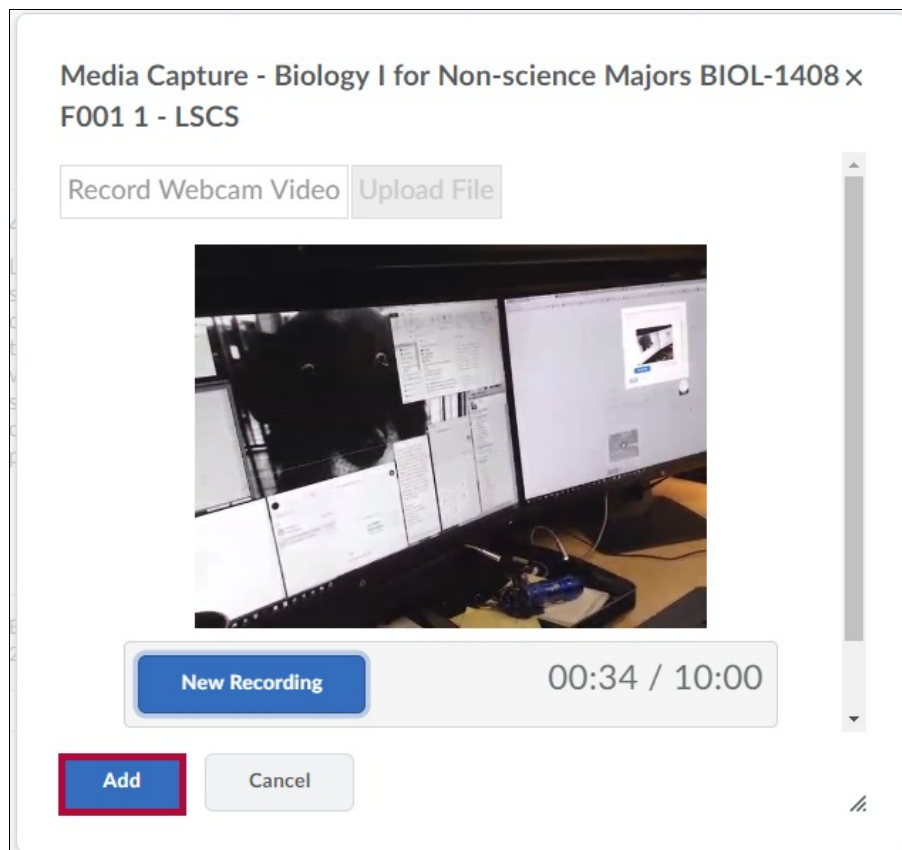 Media Capture - Biology I for Non-science Majors BIOL-1408 ×
F001 1 - LSCS
Record Webcam Video Upload File
New Recording 00:34 / 10:00
Add Cancel